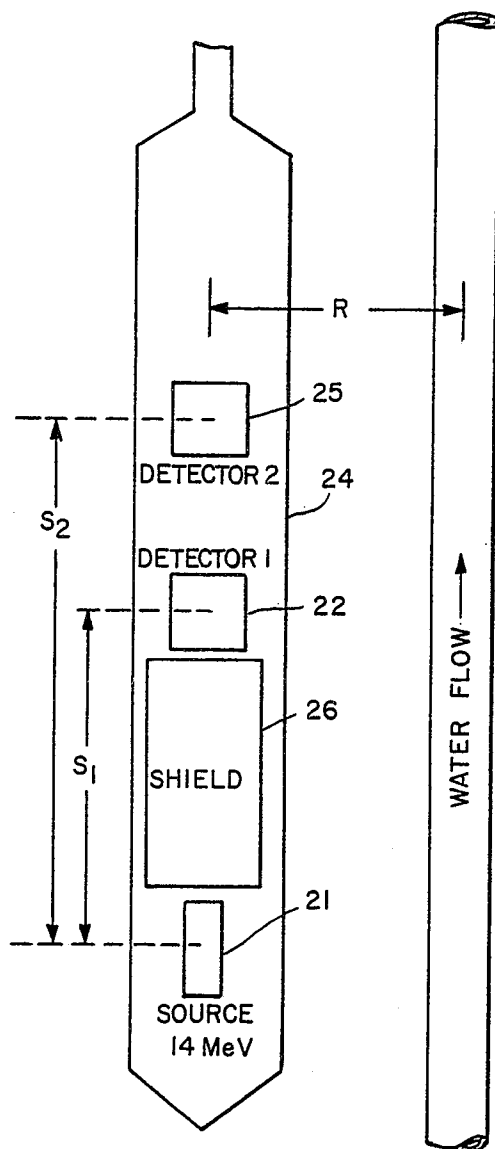 R
25
DETECTOR 2
24
S2
DETECTOR 1
22
26
SHIELD
S1
WATER FLOW
21
SOURCE
14 MeV